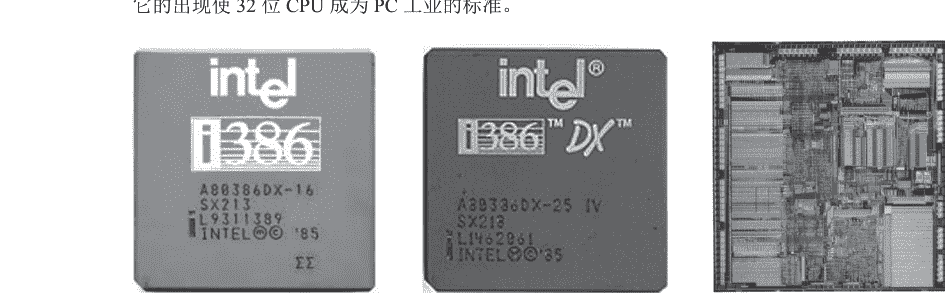 它的出现使 32 位 CPU 成为 PC 工业的标准。
intel
i386
A80386DX-16
SX213
L9311389
INTEL Ⓜ © '85
ΣΣ
intel®
i386™ DX™
A80386DX-25 IV
SX213
L1462061
INTEL Ⓜ © '85